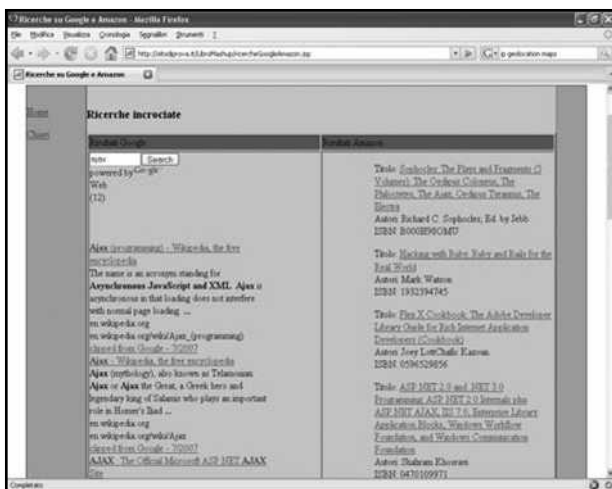 Ricerche su Google e Amazon - Mozilla Firefox
File Modifica Visualizza Cronologia Segnalibri Strumenti ?
ip geolocation maps
Ricerche su Google e Amazon
Home
Chart
Ricerche incrociate
Risultati Google
Search
powered by Google
Web
(12)
Ajax (programming) - Wikipedia, the free
encyclopedia
The name is an acronym standing for
Asynchronous JavaScript and XML. Ajax is
asynchronous in that loading does not interfere
with normal page loading. ...
en.wikipedia.org
en.wikipedia.org/wiki/Ajax_(programming)
clipped from Google - 7/2007
Ajax - Wikipedia, the free encyclopedia
Ajax (mythology), also known as Telamonian
Ajax or Ajax the Great, a Greek hero and
legendary king of Salamis who plays an important
role in Homer's Iliad ...
en.wikipedia.org
en.wikipedia.org/wiki/Ajax
clipped from Google - 7/2007
AJAX : The Official Microsoft ASP.NET AJAX
Site
Risultati Amazon
Titolo: Sophocles: The Plays and Fragments (2
Volumes): The Oedipus Coloneus, The
Philoctetes, The Ajax, Oedipus Tyrannus, The
Electra
Autori: Richard C. Sophocles; Ed. by Jebb
ISBN:
Titolo: Hacking with Ruby: Ruby and Rails for the
Real World
Autori: Mark Watson
ISBN: 1932394745
Titolo: Flex X Cookbook: The Adobe Developer
Library Guide for Rich Internet Application
Developers (Cookbook)
Autori: Joey Lott
ISBN: 0596529856
Titolo: ASP.NET 2.0 and .NET 3.0
Programming: ASP.NET 2.0 Internals plus
ASP.NET AJAX, IIS 7.0, Enterprise Library
Application Blocks, Windows Workflow
Foundation, and Windows Communication
Foundation
Autori: Shahram Khosravi
ISBN: 0470109971
Completato